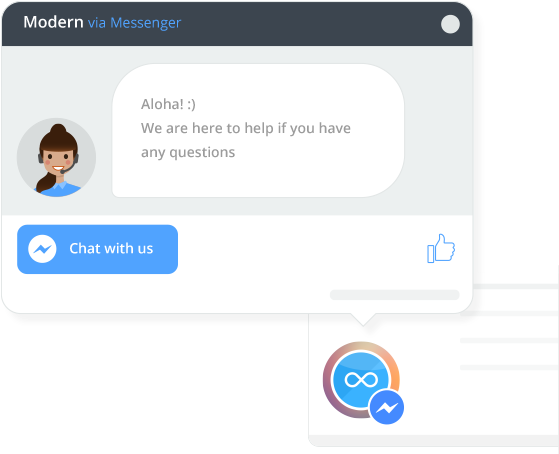 Modern via Messenger
Aloha! :)
We are here to help if you have
any questions
Chat with us